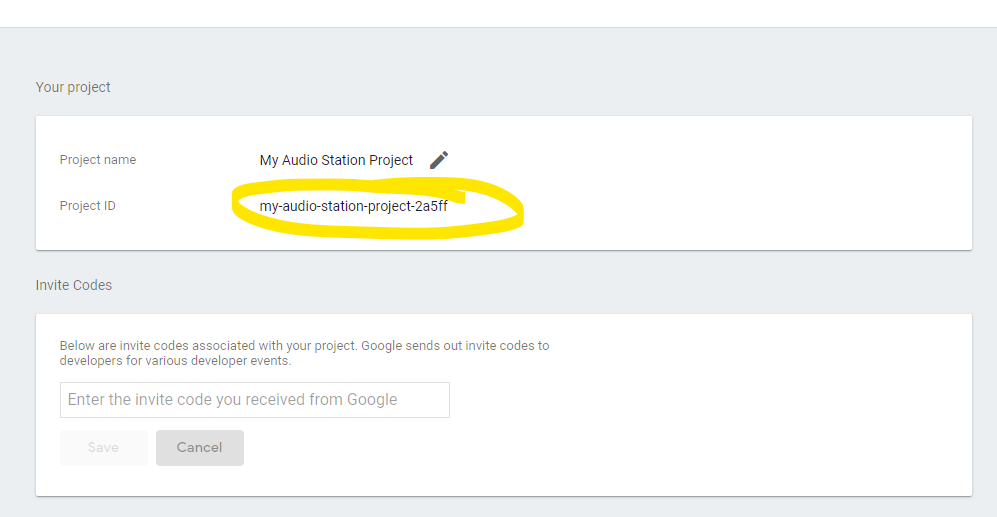 Your project
Project name My Audio Station Project
Project ID my-audio-station-project-2a5ff
Invite Codes
Below are invite codes associated with your project. Google sends out invite codes to
developers for various developer events.
Enter the invite code you received from Google
Save Cancel